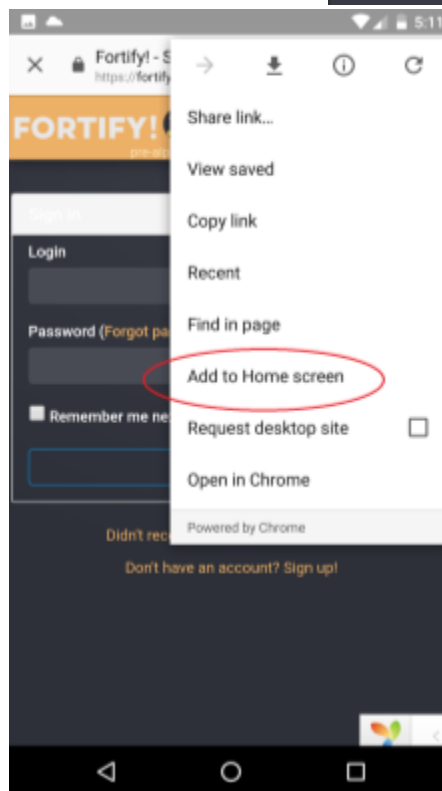 5:11
Fortify! - S
https://fortify
FORTIFY!
pre-alp
Share link...
View saved
Copy link
Recent
Find in page
Add to Home screen
Request desktop site
Open in Chrome
Powered by Chrome
Sign in
Login
Password (Forgot pa
Remember me ne
Didn't rec
Don't have an account? Sign up!